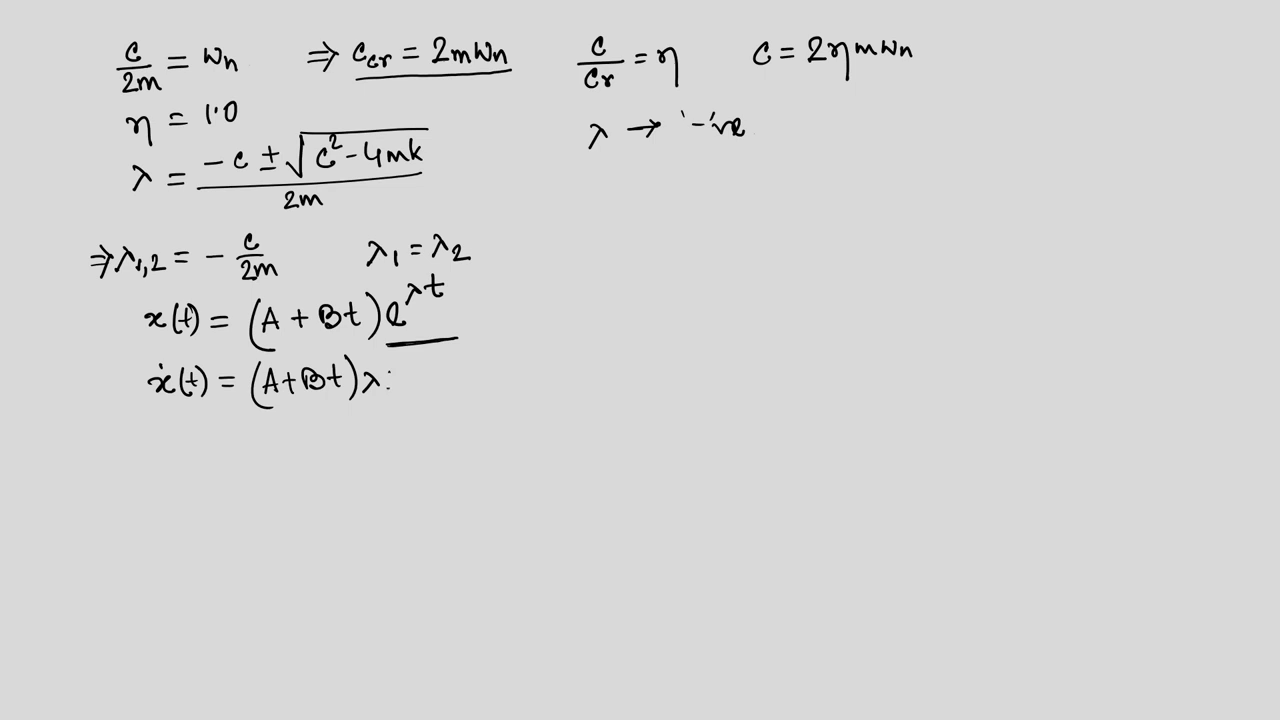 c/2m = ωn ⇒ c_cr = 2mωn c/cr = η c = 2ηmωn
η = 1.0
λ → '-'ve
λ = (-c ± √(c² - 4mk))/2m
⇒ λ1,2 = - c/2m λ1 = λ2
x(t) = (A + Bt) e^λt
ẋ(t) = (A+Bt)λ